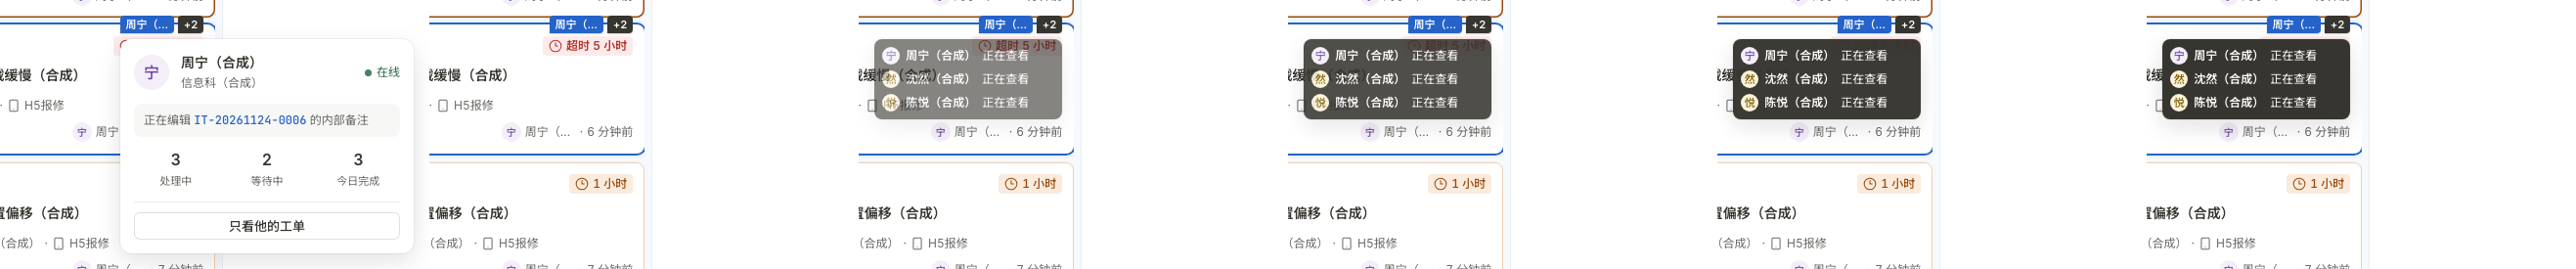 周宁（... +2
宁 周宁（合成）
信息科（合成）
在线
正在编辑 IT-20261124-0006 的内部备注
3 2 3
处理中 等待中 今日完成
只看他的工单
缓慢（合成）
· H5报修
宁 周宁
置偏移（合成）
（合成） · H5报修
周宁（... +2
超时 5 小时
缓慢（合成）
· H5报修
宁 周宁（... · 6 分钟前
1 小时
置偏移（合成）
（合成） · H5报修
周宁（... +2
超时 5 小时
宁 周宁（合成） 正在查看
然 沈然（合成） 正在查看
悦 陈悦（合成） 正在查看
宁 周宁（... · 6 分钟前
1 小时
置偏移（合成）
（合成） · H5报修
周宁（... +2
宁 周宁（合成） 正在查看
然 沈然（合成） 正在查看
悦 陈悦（合成） 正在查看
宁 周宁（... · 6 分钟前
1 小时
置偏移（合成）
（合成） · H5报修
周宁（... +2
宁 周宁（合成） 正在查看
然 沈然（合成） 正在查看
悦 陈悦（合成） 正在查看
宁 周宁（... · 6 分钟前
1 小时
置偏移（合成）
（合成） · H5报修
周宁（... +2
宁 周宁（合成） 正在查看
然 沈然（合成） 正在查看
悦 陈悦（合成） 正在查看
宁 周宁（... · 6 分钟前
1 小时
置偏移（合成）
（合成） · H5报修